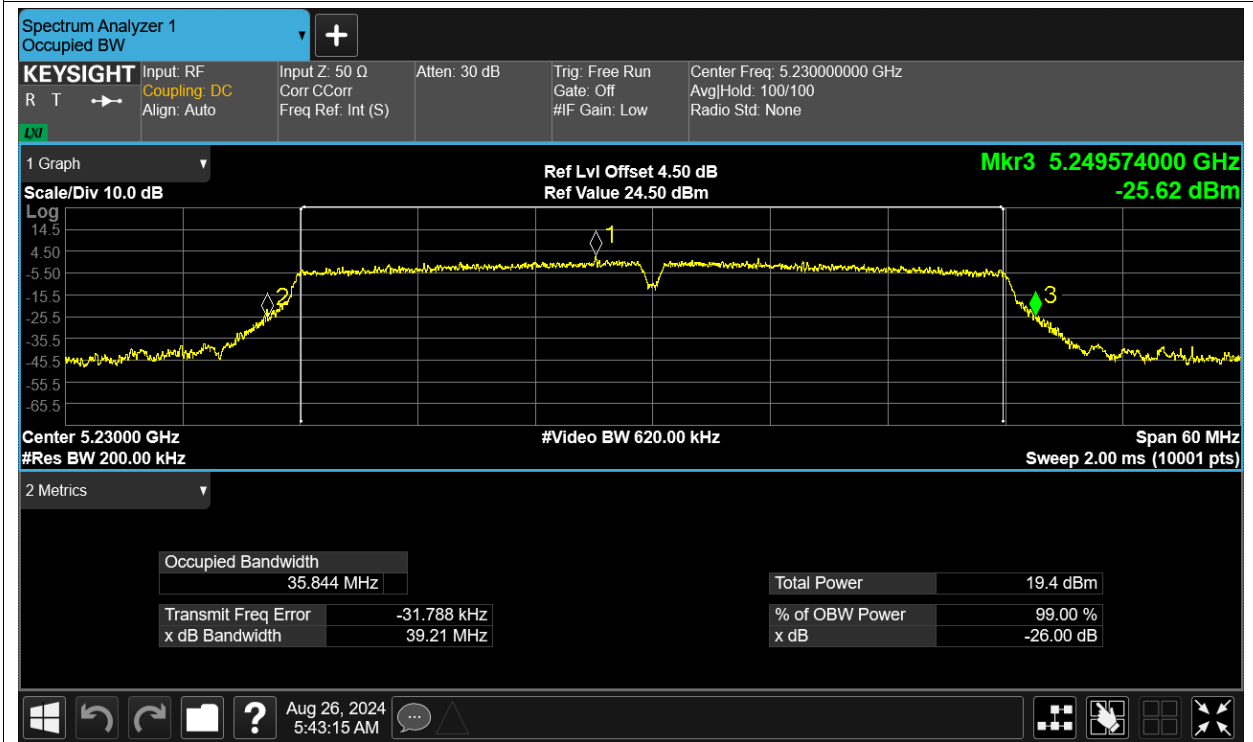 Spectrum Analyzer 1
Occupied BW
KEYSIGHT
R T
LXI
Input: RF
Coupling: DC
Align: Auto
Input Z: 50 Ω
Corr CCorr
Freq Ref: Int (S)
Atten: 30 dB
Trig: Free Run
Gate: Off
#IF Gain: Low
Center Freq: 5.230000000 GHz
Avg|Hold: 100/100
Radio Std: None
1 Graph
Scale/Div 10.0 dB
Ref Lvl Offset 4.50 dB
Ref Value 24.50 dBm
Mkr3 5.249574000 GHz
-25.62 dBm
Log
14.5
4.50
-5.50
-15.5
-25.5
-35.5
-45.5
-55.5
-65.5
1
2
3
Center 5.23000 GHz
#Res BW 200.00 kHz
#Video BW 620.00 kHz
Span 60 MHz
Sweep 2.00 ms (10001 pts)
2 Metrics
Occupied Bandwidth
35.844 MHz
Transmit Freq Error -31.788 kHz
x dB Bandwidth 39.21 MHz
Total Power 19.4 dBm
% of OBW Power 99.00 %
x dB -26.00 dB
?
Aug 26, 2024
5:43:15 AM